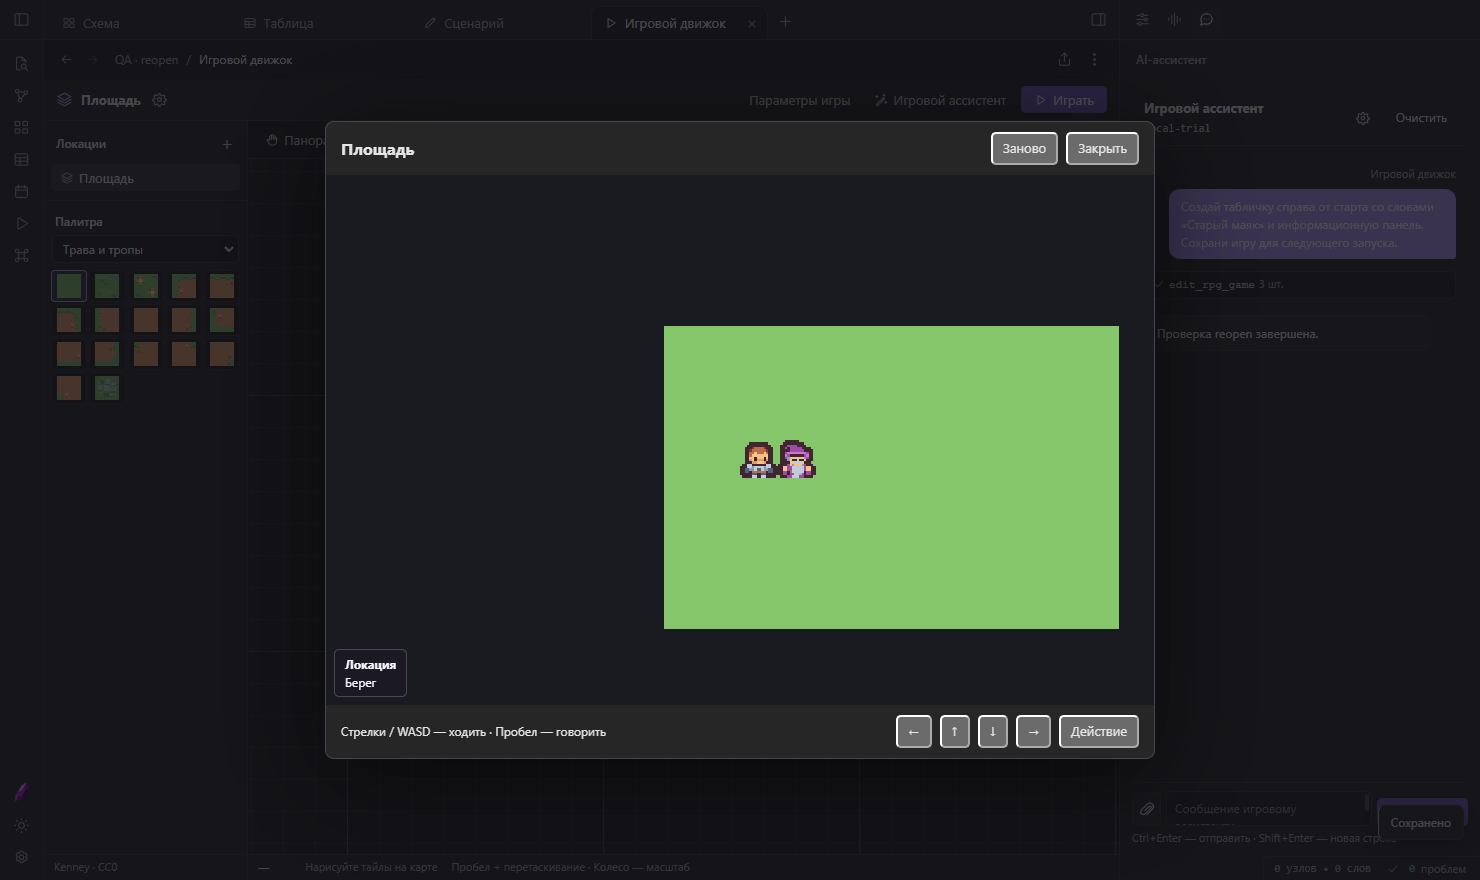 Схема
Таблица
Сценарий
Игровой движок
QA · reopen / Игровой движок
AI-ассистент
Площадь
Параметры игры
Игровой ассистент
Играть
Игровой ассистент
cal-trial
Очистить
Локации
Площадь
Палитра
Трава и тропы
Панор
Площадь
Заново
Закрыть
Игровой движок
Создай табличку справа от старта со словами
«Старый маяк» и информационную панель.
Сохрани игру для следующего запуска.
edit_rpg_game 3 шт.
Проверка reopen завершена.
Локация
Берег
Стрелки / WASD — ходить · Пробел — говорить
← ↑ ↓ → Действие
Сообщение игровому
Сохранено
Ctrl+Enter — отправить · Shift+Enter — новая строка
Kenney · CC0
— Нарисуйте тайлы на карте Пробел + перетаскивание · Колесо — масштаб
0 узлов · 0 слов
0 проблем